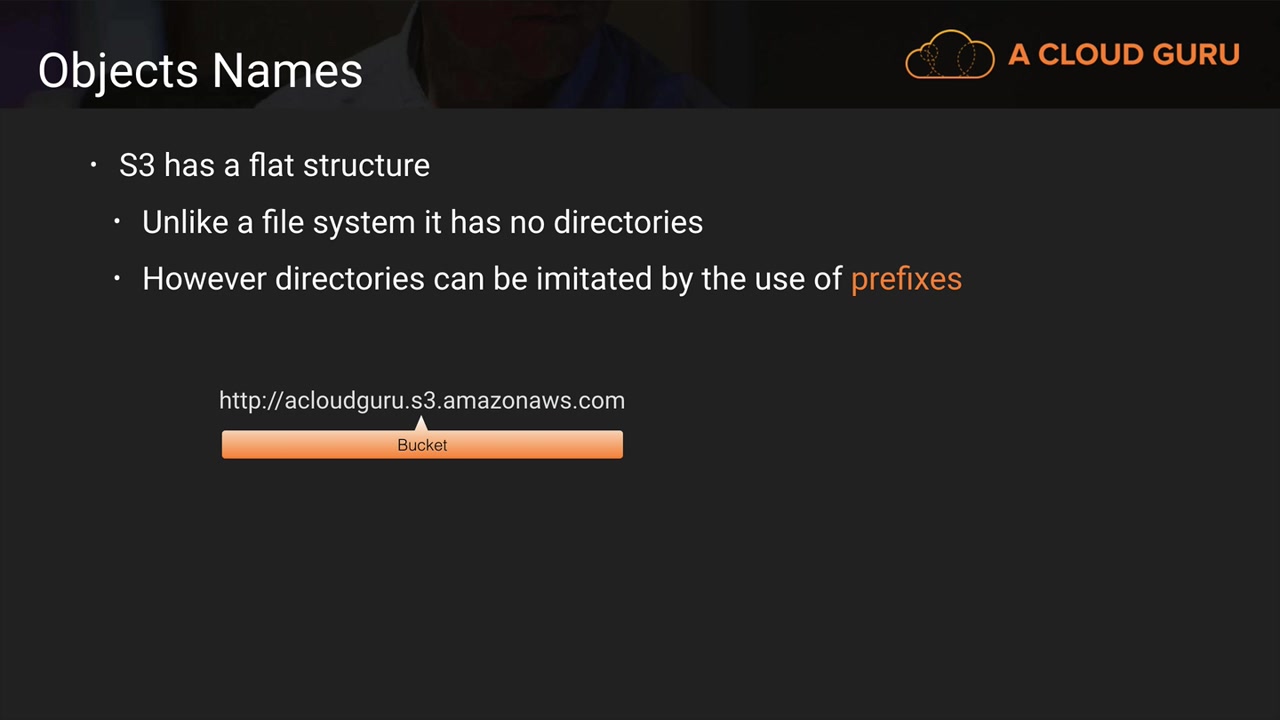 Objects Names
A CLOUD GURU
• S3 has a flat structure
• Unlike a file system it has no directories
• However directories can be imitated by the use of prefixes
http://acloudguru.s3.amazonaws.com
Bucket